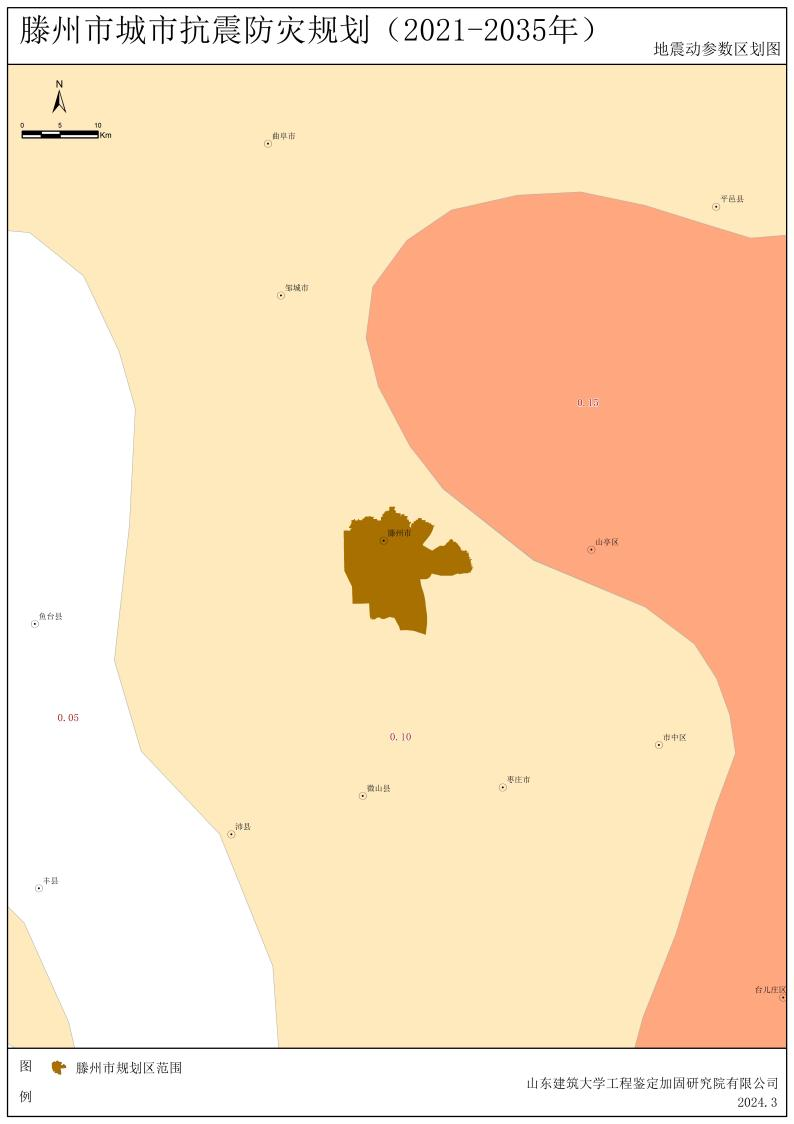 滕州市城市抗震防灾规划（2021-2035年）
地震动参数区划图
N
0 5 10
Km
曲阜市
平邑县
邹城市
0.15
滕州市
山亭区
鱼台县
0.05
0.10
市中区
枣庄市
微山县
沛县
丰县
台儿庄区
图
例
滕州市规划区范围
山东建筑大学工程鉴定加固研究院有限公司
2024.3